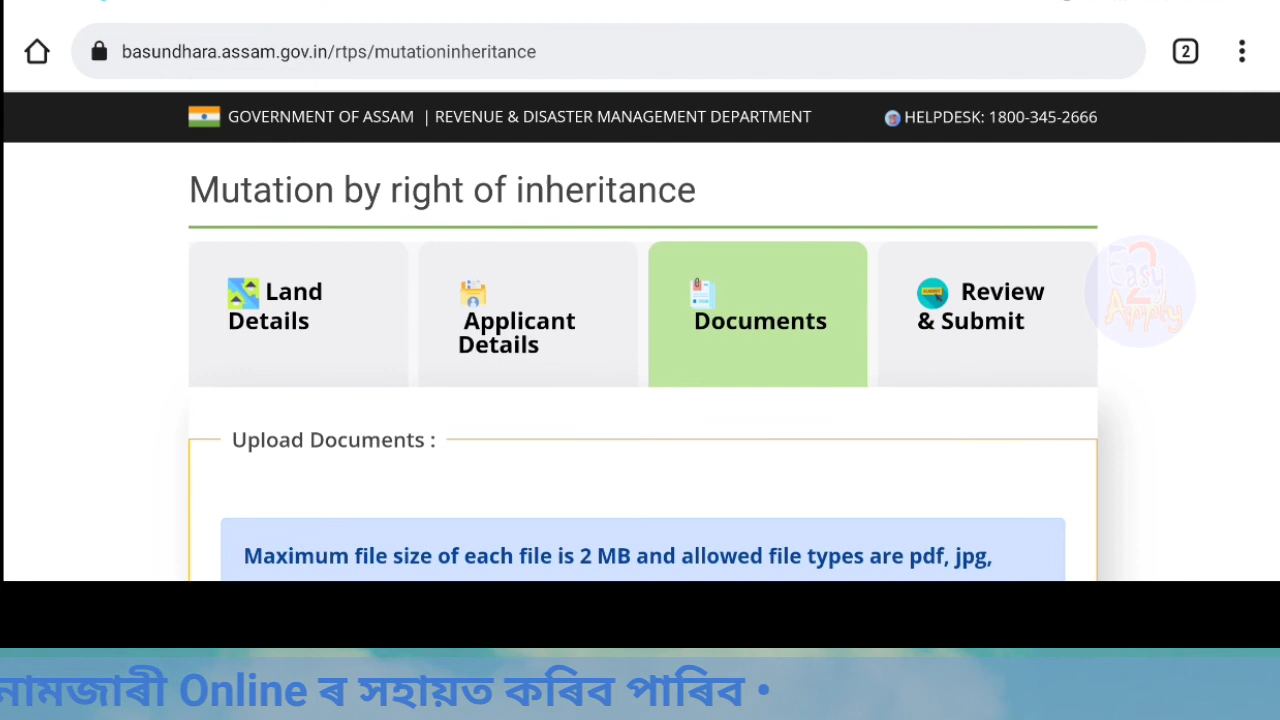 basundhara.assam.gov.in/rtps/mutationinheritance
2
GOVERNMENT OF ASSAM | REVENUE & DISASTER MANAGEMENT DEPARTMENT
HELPDESK: 1800-345-2666
Mutation by right of inheritance
Land
Details
Applicant
Details
Documents
Review
& Submit
Easy
2
Upload Documents :
Maximum file size of each file is 2 MB and allowed file types are pdf, jpg,
নামজাৰী Online ৰ সহায়ত কৰিব পাৰিব •